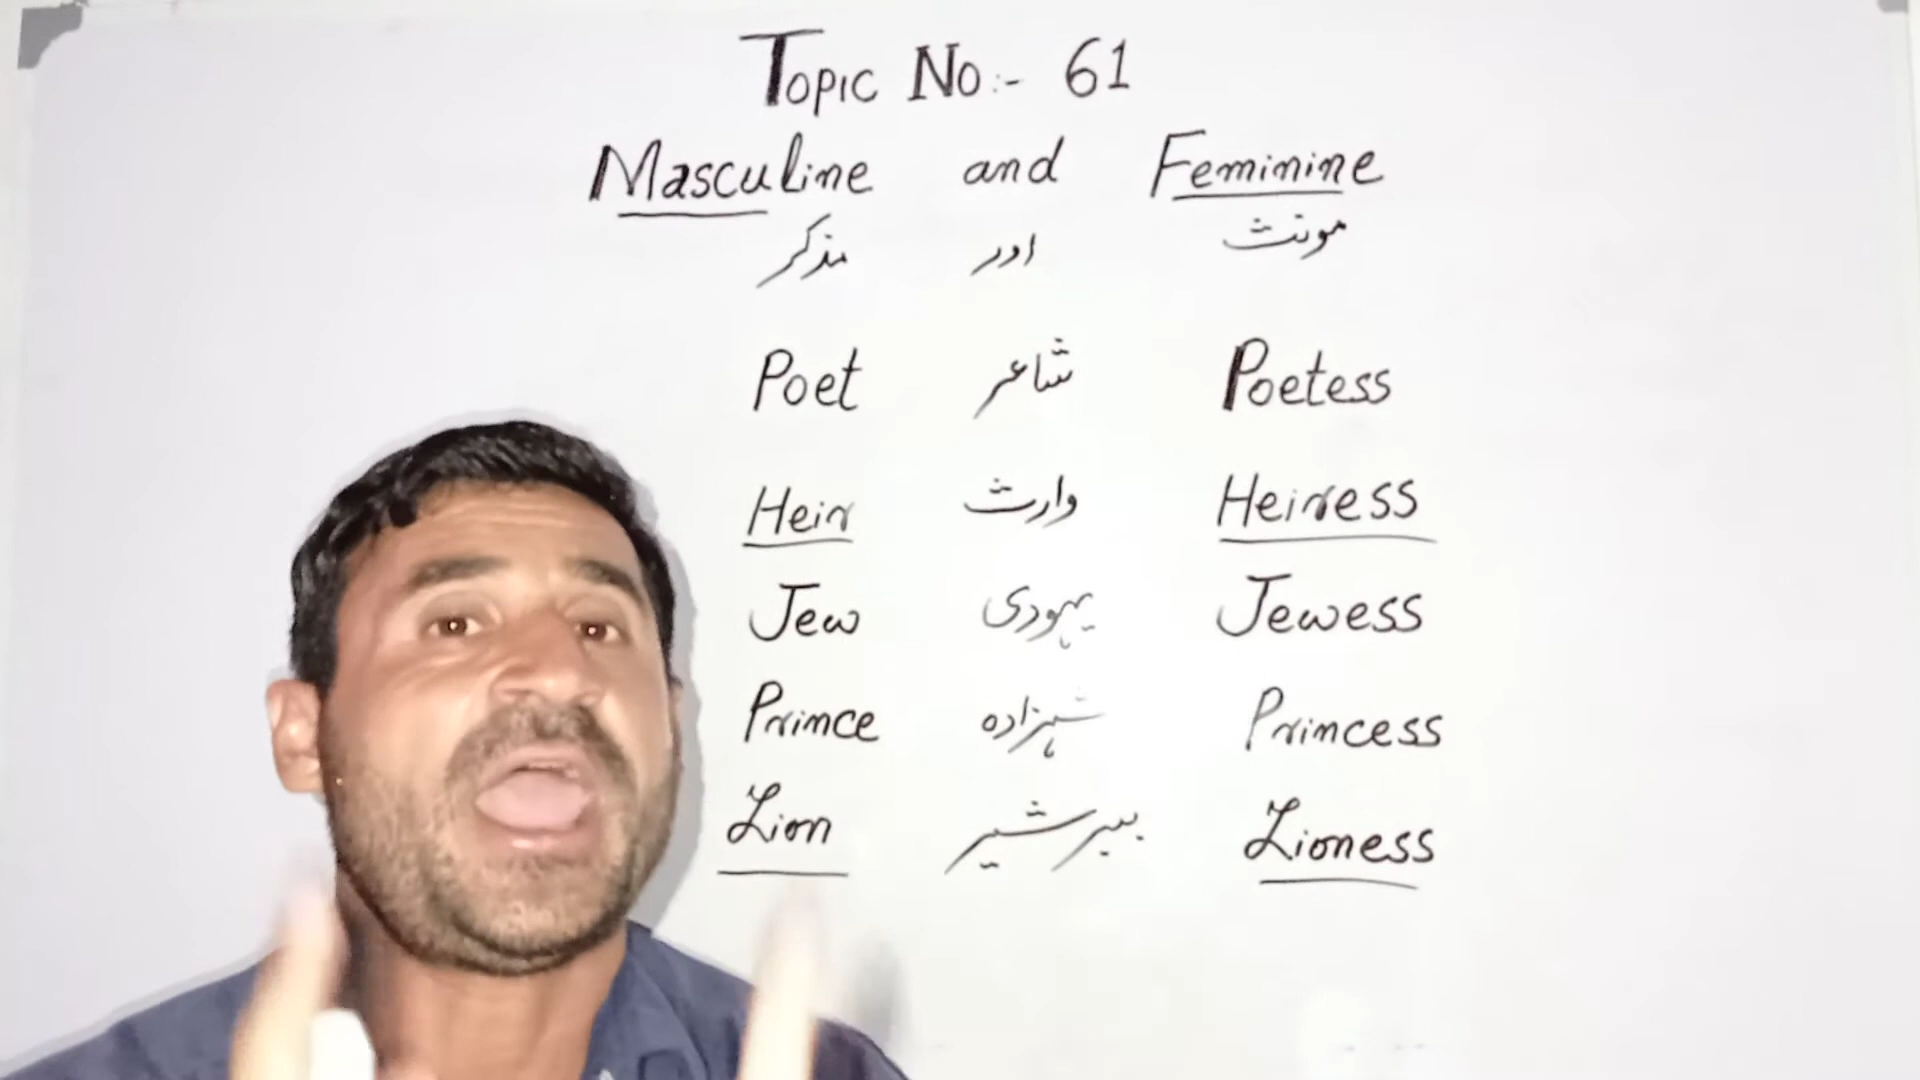 Topic No:- 61
Masculine and Feminine
مذکر اور مونث
Poet شاعر Poetess
Heir وارث Heiress
Jew یہودی Jewess
Prince شہزادہ Princess
Lion ببر شیر Lioness